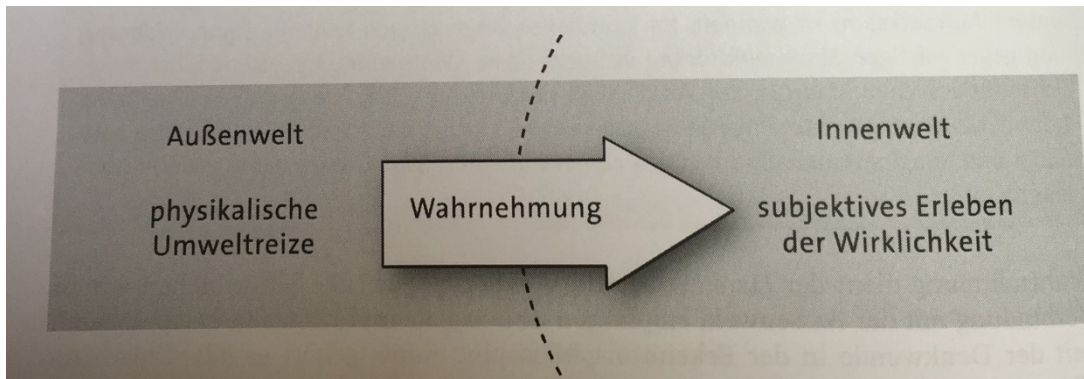 Außenwelt
physikalische
Umweltreize
Wahrnehmung
Innenwelt
subjektives Erleben
der Wirklichkeit